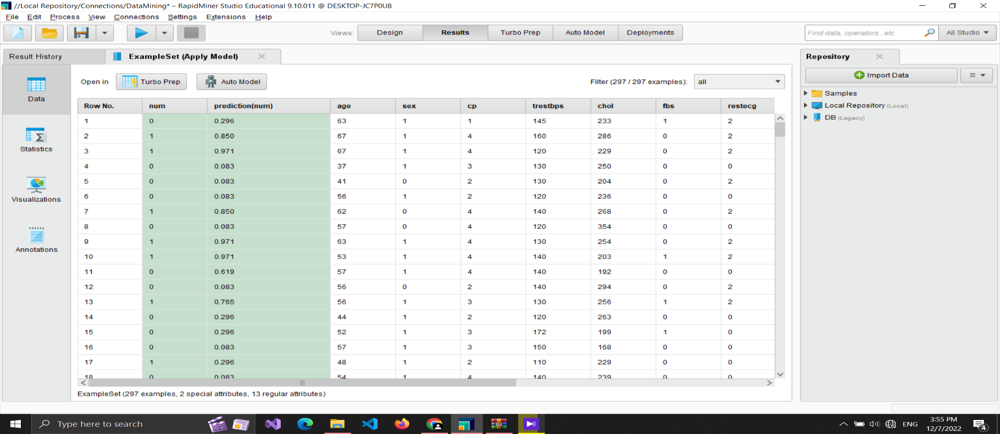 //Local Repository/Connections/DataMining* – RapidMiner Studio Educational 9.10.011 @ DESKTOP-JC7P0U8
File Edit Process View Connections Settings Extensions Help
Views: Design Results Turbo Prep Auto Model Deployments Find data, operators...etc All Studio
Result History ExampleSet (Apply Model) Repository
Open in Turbo Prep Auto Model Filter (297 / 297 examples): all
Import Data
Samples
Local Repository (Local)
DB (Legacy)
Data
Statistics
Visualizations
Annotations
Row No. num prediction(num) age sex cp trestbps chol fbs restecg
1 0 0.296 63 1 1 145 233 1 2
2 1 0.850 67 1 4 160 286 0 2
3 1 0.971 67 1 4 120 229 0 2
4 0 0.083 37 1 3 130 250 0 0
5 0 0.083 41 0 2 130 204 0 2
6 0 0.083 56 1 2 120 236 0 0
7 1 0.850 62 0 4 140 268 0 2
8 0 0.083 57 0 4 120 354 0 0
9 1 0.971 63 1 4 130 254 0 2
10 1 0.971 53 1 4 140 203 1 2
11 0 0.619 57 1 4 140 192 0 0
12 0 0.083 56 0 2 140 294 0 2
13 1 0.765 56 1 3 130 256 1 2
14 0 0.296 44 1 2 120 263 0 0
15 0 0.296 52 1 3 172 199 1 0
16 0 0.083 57 1 3 150 168 0 0
17 1 0.296 48 1 2 110 229 0 0
18 0 0.083 54 1 4 140 239 0 0
ExampleSet (297 examples, 2 special attributes, 13 regular attributes)
Type here to search
ENG
3:55 PM
12/7/2022
4